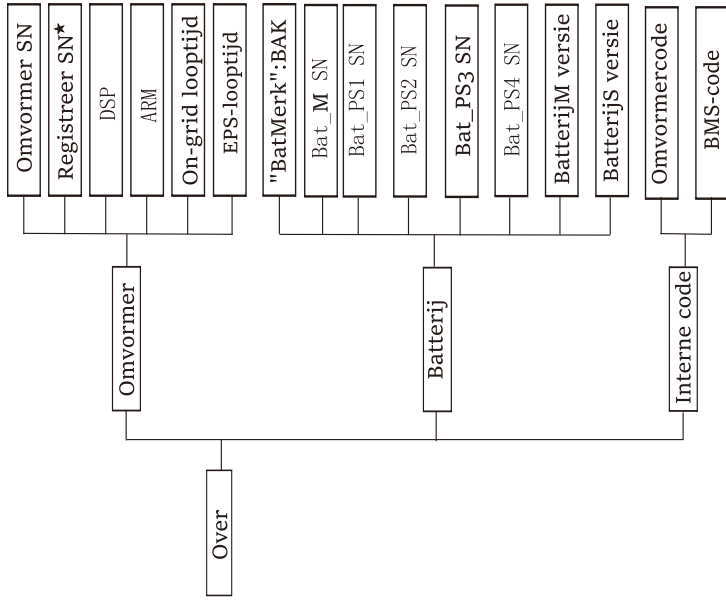 Over
Omvormer
Omvormer SN
Registreer SN★
DSP
ARM
On-grid looptijd
EPS-looptijd
Batterij
"BatMerk":BAK
Bat_M SN
Bat_PS1 SN
Bat_PS2 SN
Bat_PS3 SN
Bat_PS4 SN
BatterijM versie
BatterijS versie
Interne code
Omvormercode
BMS-code